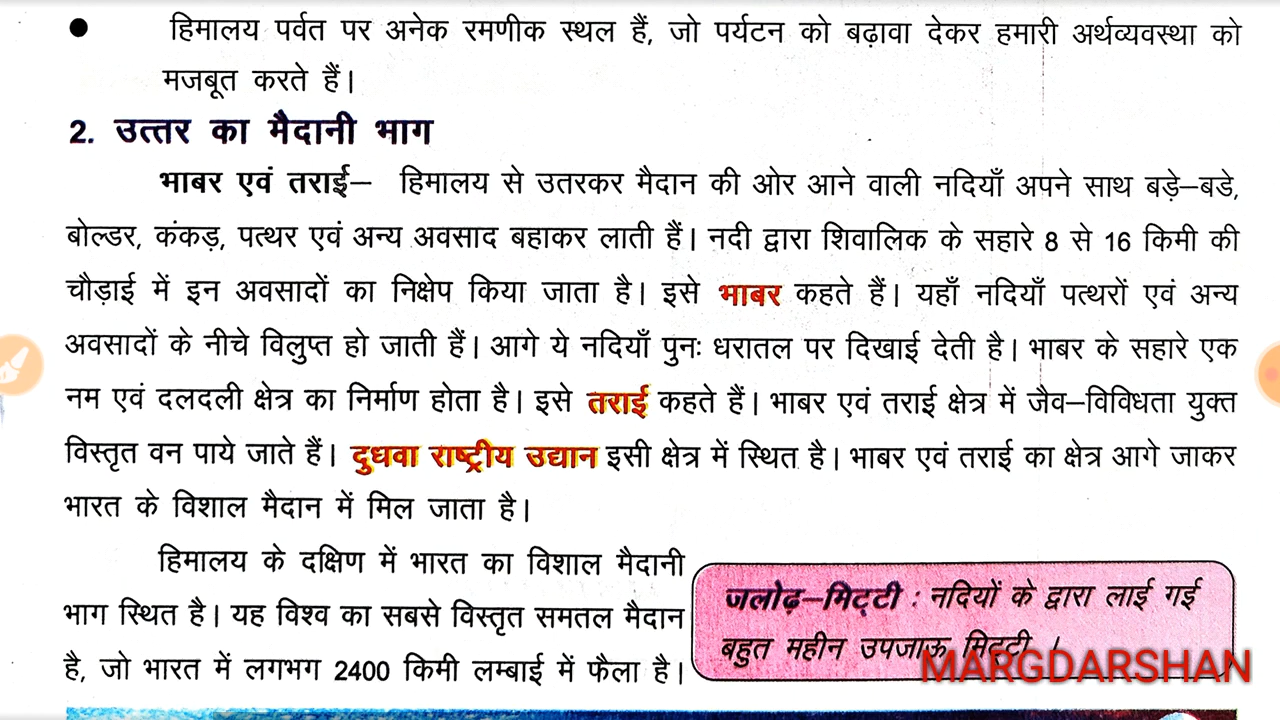 ● हिमालय पर्वत पर अनेक रमणीक स्थल हैं, जो पर्यटन को बढ़ावा देकर हमारी अर्थव्यवस्था को
मजबूत करते हैं।
2. उत्तर का मैदानी भाग
भाबर एवं तराई– हिमालय से उतरकर मैदान की ओर आने वाली नदियाँ अपने साथ बड़े–बडे,
बोल्डर, कंकड़, पत्थर एवं अन्य अवसाद बहाकर लाती हैं। नदी द्वारा शिवालिक के सहारे 8 से 16 किमी की
चौड़ाई में इन अवसादों का निक्षेप किया जाता है। इसे भाबर कहते हैं। यहाँ नदियाँ पत्थरों एवं अन्य
अवसादों के नीचे विलुप्त हो जाती हैं। आगे ये नदियाँ पुनः धरातल पर दिखाई देती है। भाबर के सहारे एक
नम एवं दलदली क्षेत्र का निर्माण होता है। इसे तराई कहते हैं। भाबर एवं तराई क्षेत्र में जैव–विविधता युक्त
विस्तृत वन पाये जाते हैं। दुधवा राष्ट्रीय उद्यान इसी क्षेत्र में स्थित है। भाबर एवं तराई का क्षेत्र आगे जाकर
भारत के विशाल मैदान में मिल जाता है।
हिमालय के दक्षिण में भारत का विशाल मैदानी
भाग स्थित है। यह विश्व का सबसे विस्तृत समतल मैदान
है, जो भारत में लगभग 2400 किमी लम्बाई में फैला है।
जलोढ़–मिट्टी : नदियों के द्वारा लाई गई
बहुत महीन उपजाऊ मिट्टी ।
MARGDARSHAN